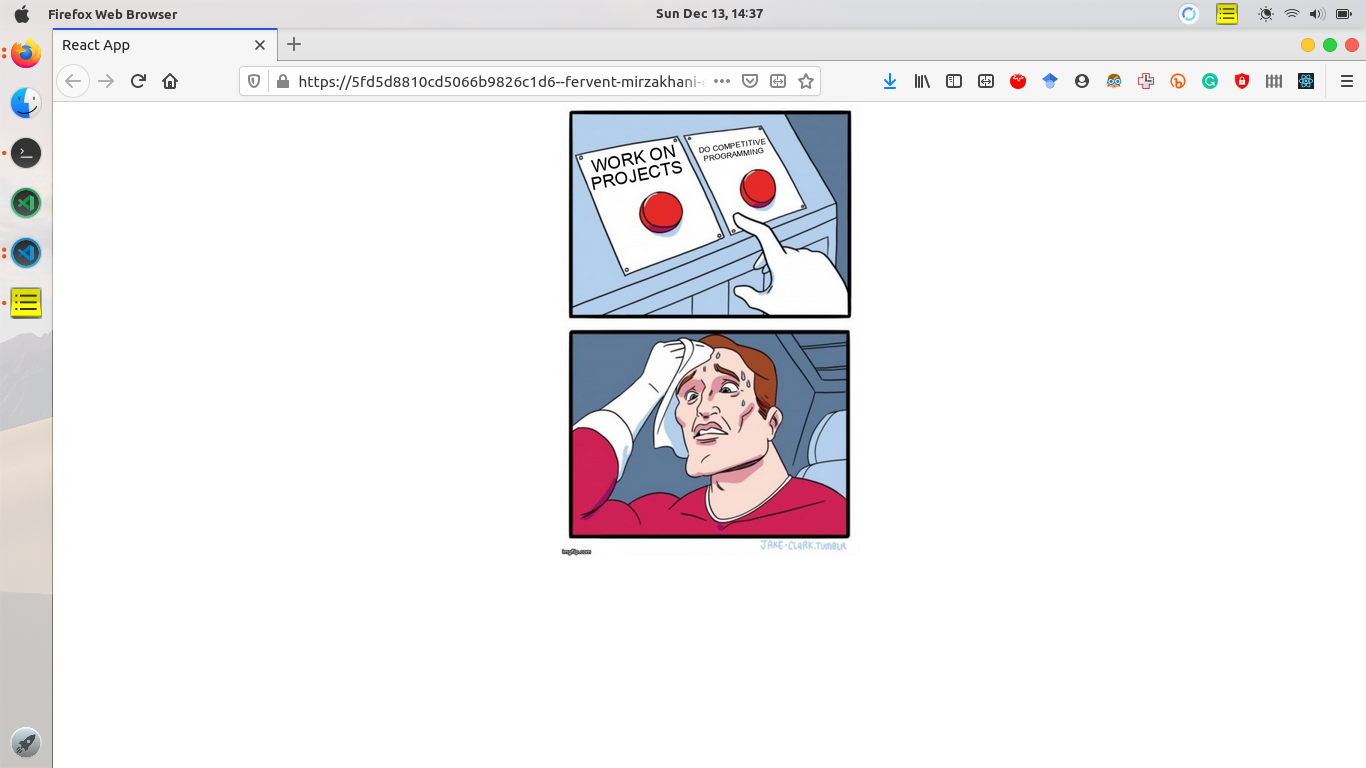 Firefox Web Browser
Sun Dec 13, 14:37
React App
https://5fd5d8810cd5066b9826c1d6--fervent-mirzakhani-
WORK ON
PROJECTS
DO COMPETITIVE
PROGRAMMING
imgflip.com
JAKE-CLARK.TUMBLR